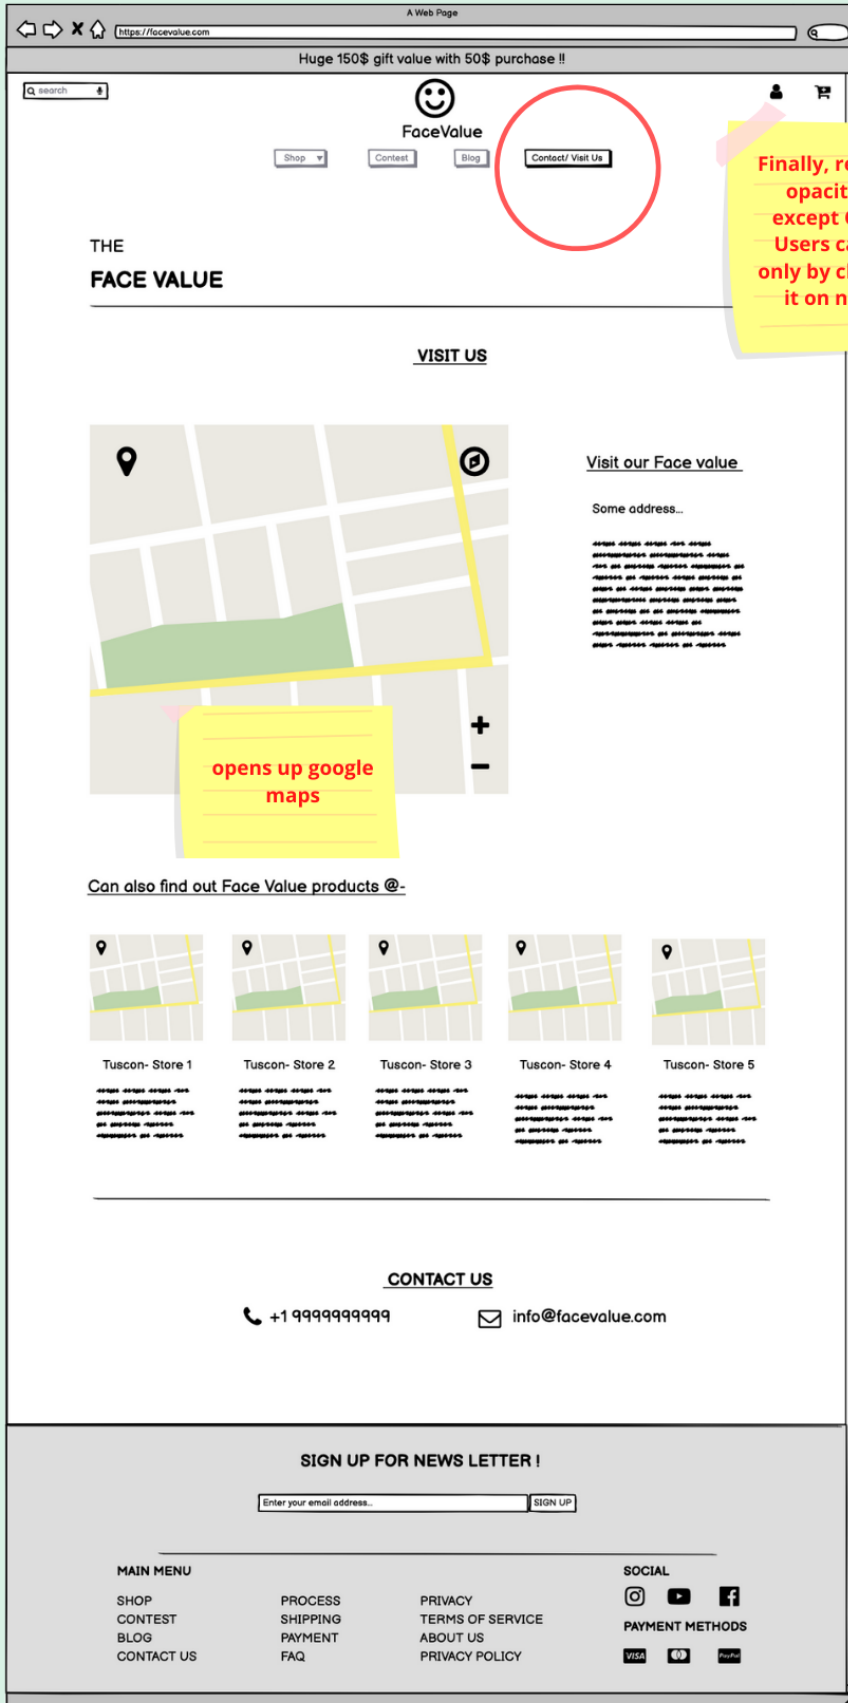 A Web Page
https://facevalue.com
Huge 150$ gift value with 50$ purchase !!
search
FaceValue
Shop
Contest
Blog
Contact/ Visit Us
Finally, re
opacit
except
Users ca
only by cl
it on n
THE
FACE VALUE
VISIT US
Visit our Face value
Some address...
opens up google
maps
Can also find out Face Value products @-
Tuscon- Store 1
Tuscon- Store 2
Tuscon- Store 3
Tuscon- Store 4
Tuscon- Store 5
CONTACT US
+1 9999999999
info@facevalue.com
SIGN UP FOR NEWS LETTER !
Enter your email address...
SIGN UP
MAIN MENU
SHOP
CONTEST
BLOG
CONTACT US
PROCESS
SHIPPING
PAYMENT
FAQ
PRIVACY
TERMS OF SERVICE
ABOUT US
PRIVACY POLICY
SOCIAL
PAYMENT METHODS
VISA
PayPal